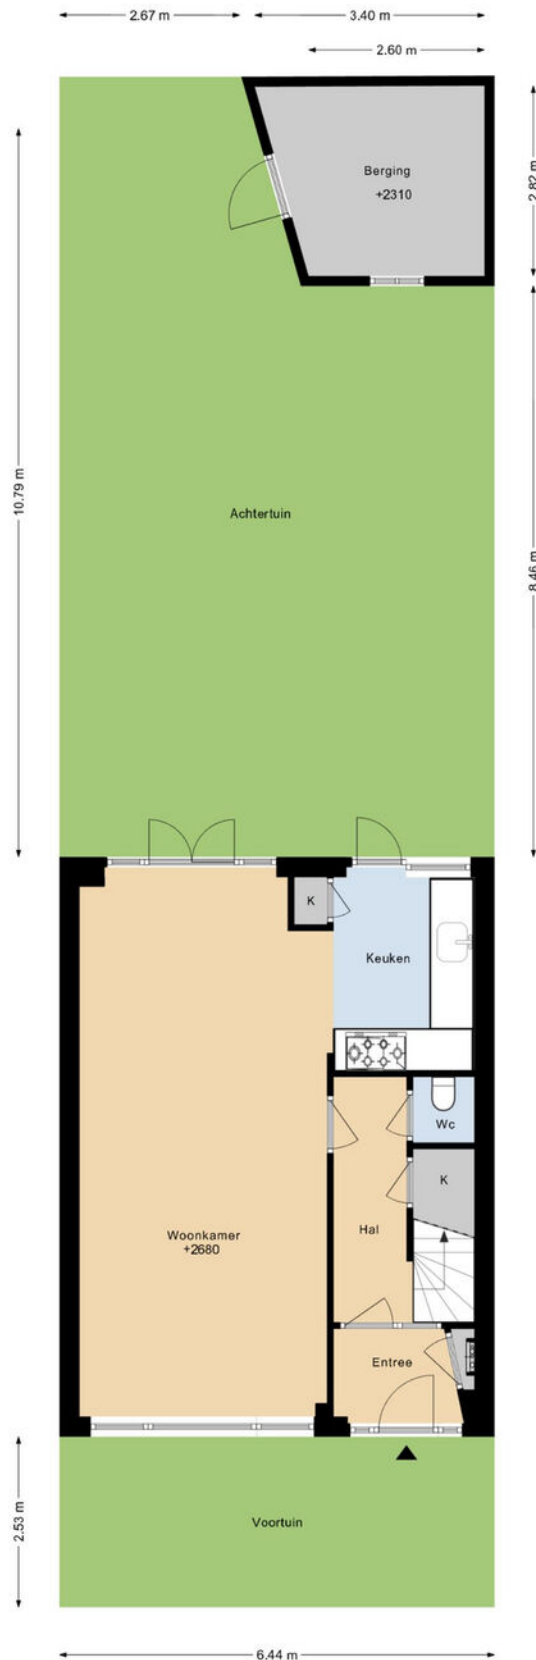 2.67 m
3.40 m
2.60 m
Berging
+2310
2.82 m
10.79 m
8.46 m
Achtertuin
K
Keuken
Wc
K
Hal
Woonkamer
+2680
Entree
2.53 m
Voortuin
6.44 m